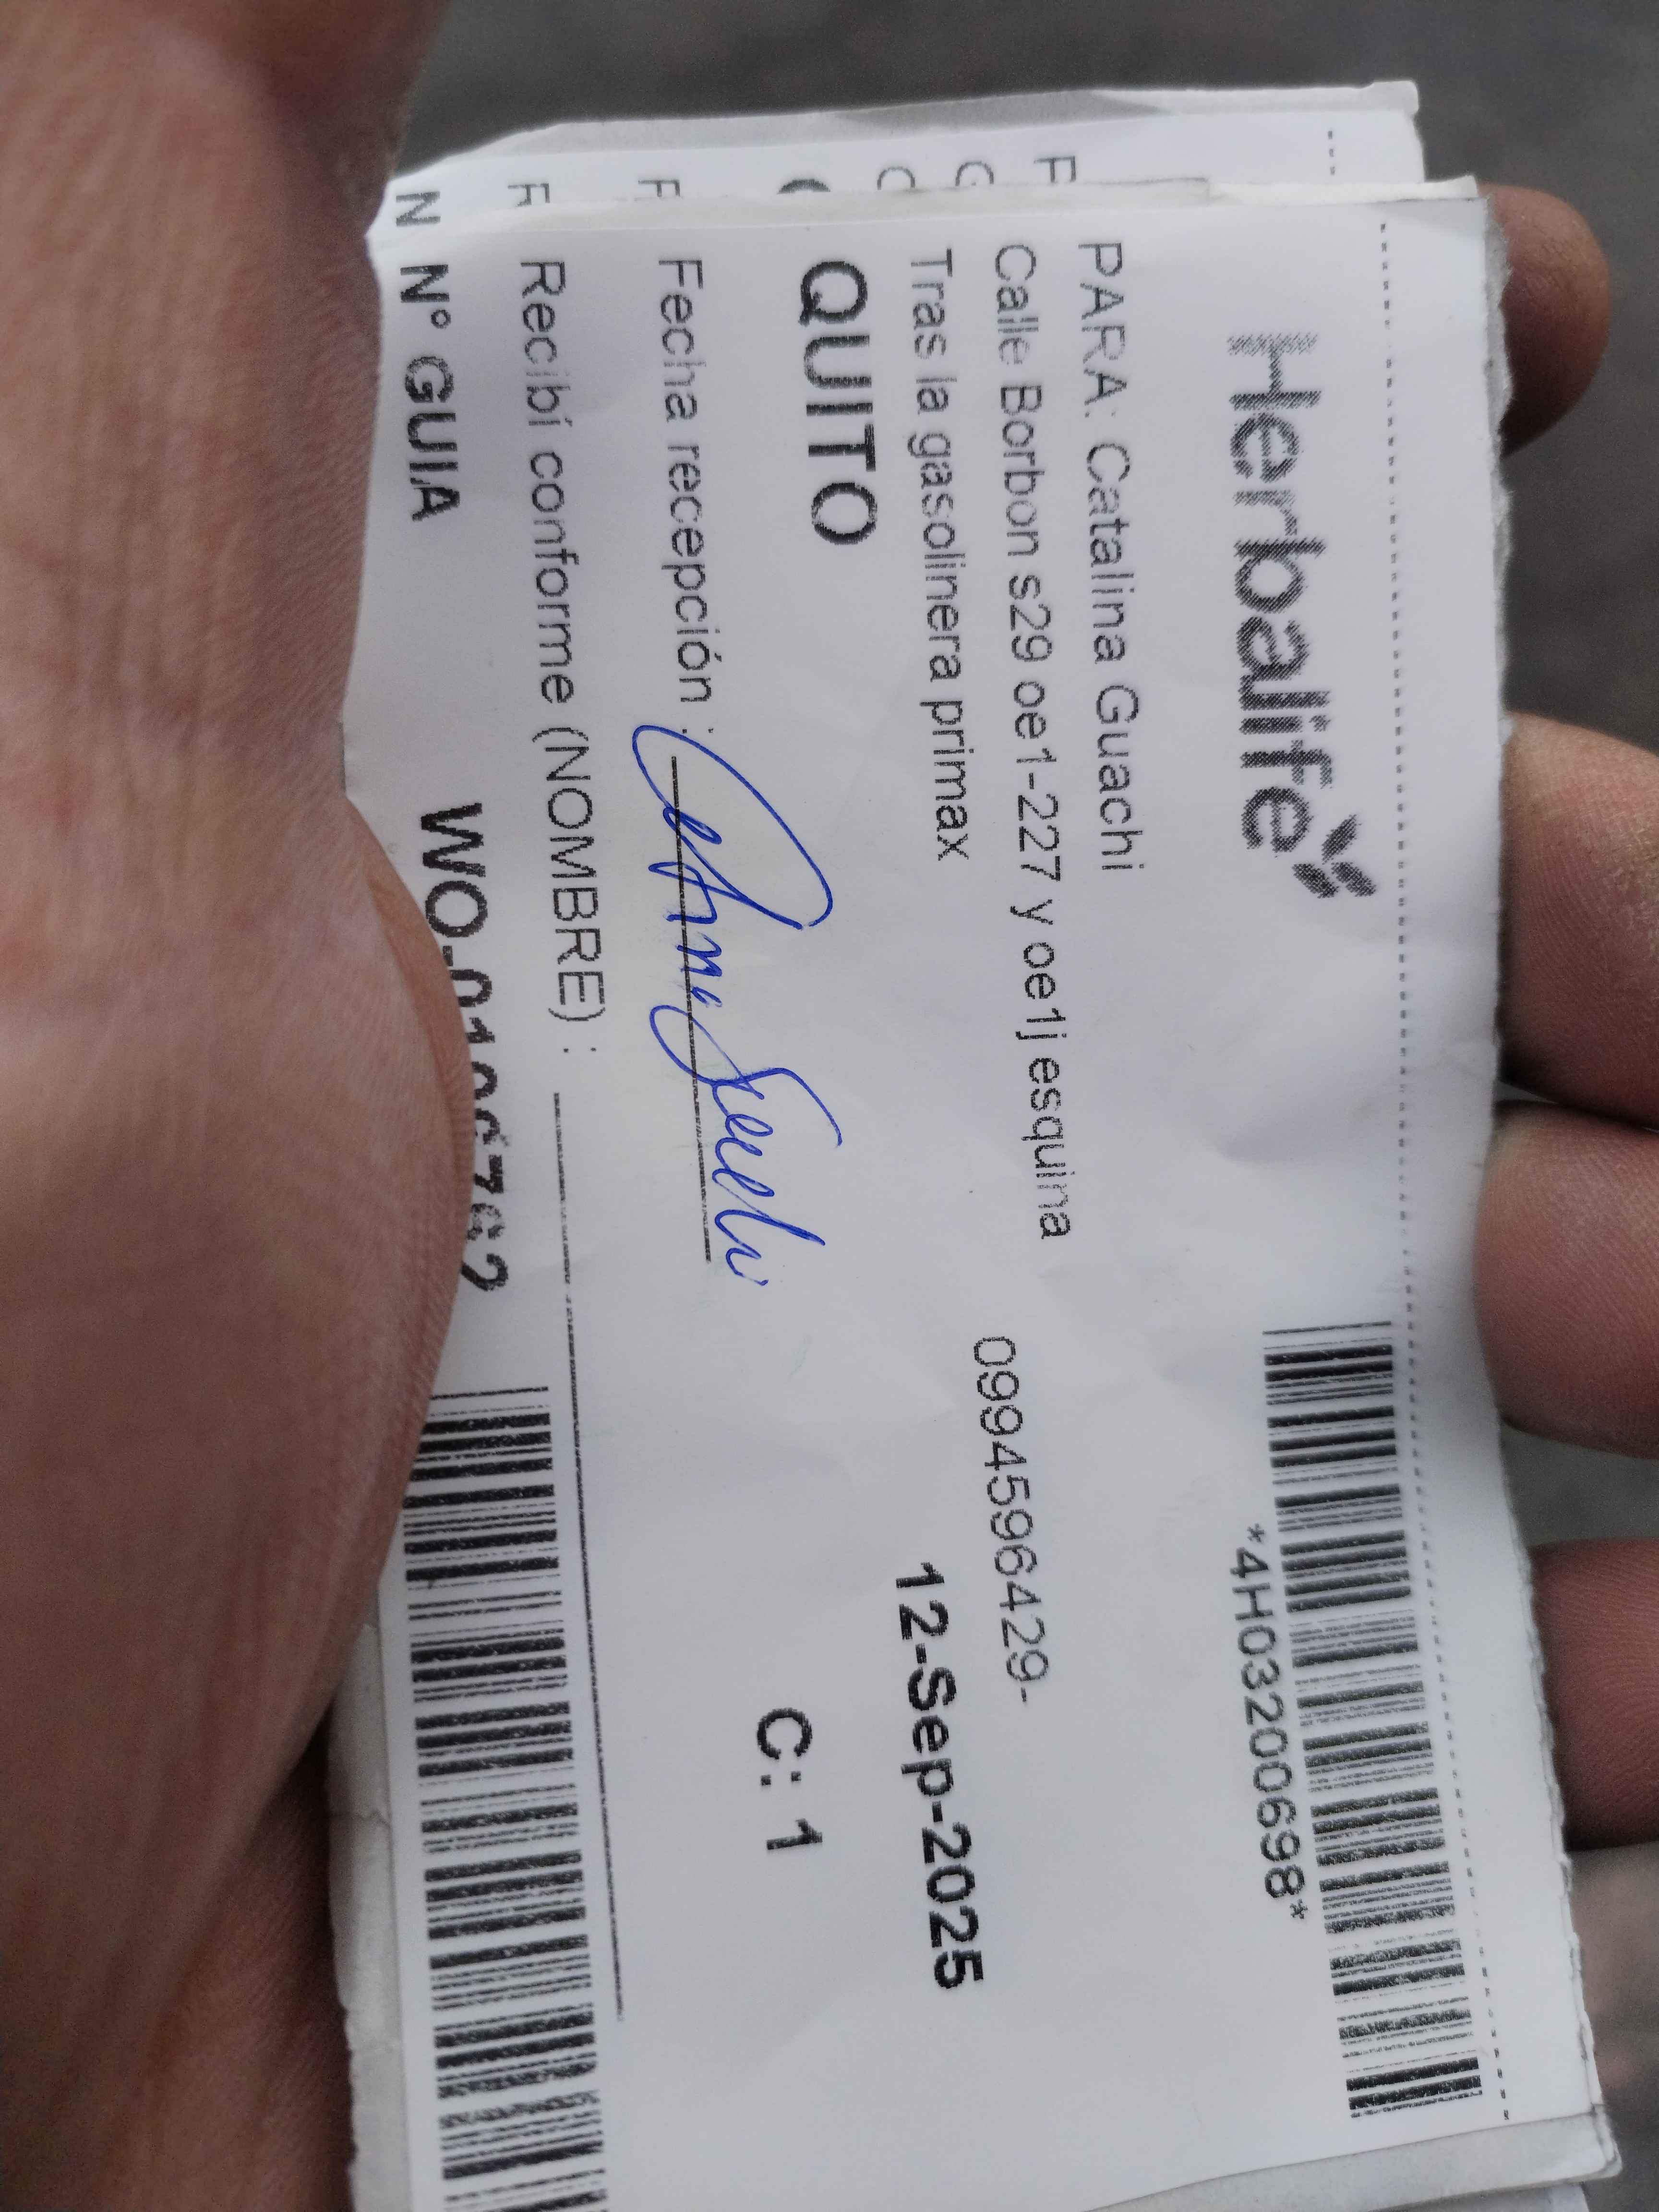 Herbalife
*4H03200698*
PARA: Catalina Guachi
Calle Borbon s29 oe1-227 y oe1j esquina
0994596429-
Tras la gasolinera primax
12-Sep-2025
QUITO
C: 1
Fecha recepción :
Recibí conforme (NOMBRE) :
N° GUIA